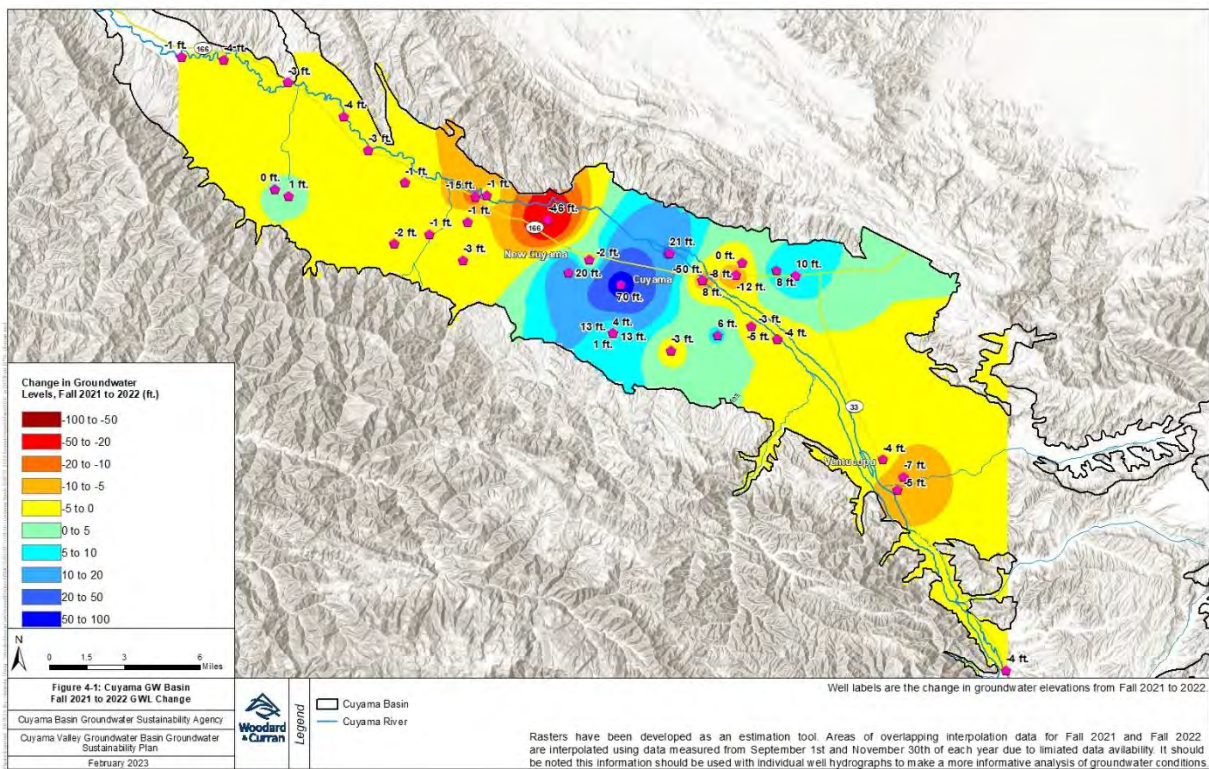 -1 ft.
166
-4 ft.
-3 ft.
-4 ft.
-3 ft.
-1 ft.
0 ft.
1 ft.
-15 ft.
-1 ft.
-1 ft.
-1 ft.
-2 ft.
-3 ft.
-46 ft.
166
New Cuyama
-2 ft.
20 ft.
21 ft.
Cuyama
70 ft.
-50 ft.
8 ft.
0 ft.
-8 ft.
-12 ft.
10 ft.
8 ft.
13 ft.
4 ft.
1 ft.
13 ft.
6 ft.
-3 ft.
-3 ft.
-5 ft.
-4 ft.
33
-4 ft.
Ventucopa
-7 ft.
-5 ft.
-4 ft.
Change in Groundwater
Levels, Fall 2021 to 2022 (ft.)
-100 to -50
-50 to -20
-20 to -10
-10 to -5
-5 to 0
0 to 5
5 to 10
10 to 20
20 to 50
50 to 100
N
0 1.5 3 6
Miles
Figure 4-1: Cuyama GW Basin
Fall 2021 to 2022 GWL Change
Cuyama Basin Groundwater Sustainability Agency
Cuyama Valley Groundwater Basin Groundwater
Sustainability Plan
February 2023
Woodard
& Curran
Legend
Cuyama Basin
Cuyama River
Well labels are the change in groundwater elevations from Fall 2021 to 2022.
Rasters have been developed as an estimation tool. Areas of overlapping interpolation data for Fall 2021 and Fall 2022
are interpolated using data measured from September 1st and November 30th of each year due to limiated data avilability. It should
be noted this information should be used with individual well hydrographs to make a more informative analysis of groundwater conditions.